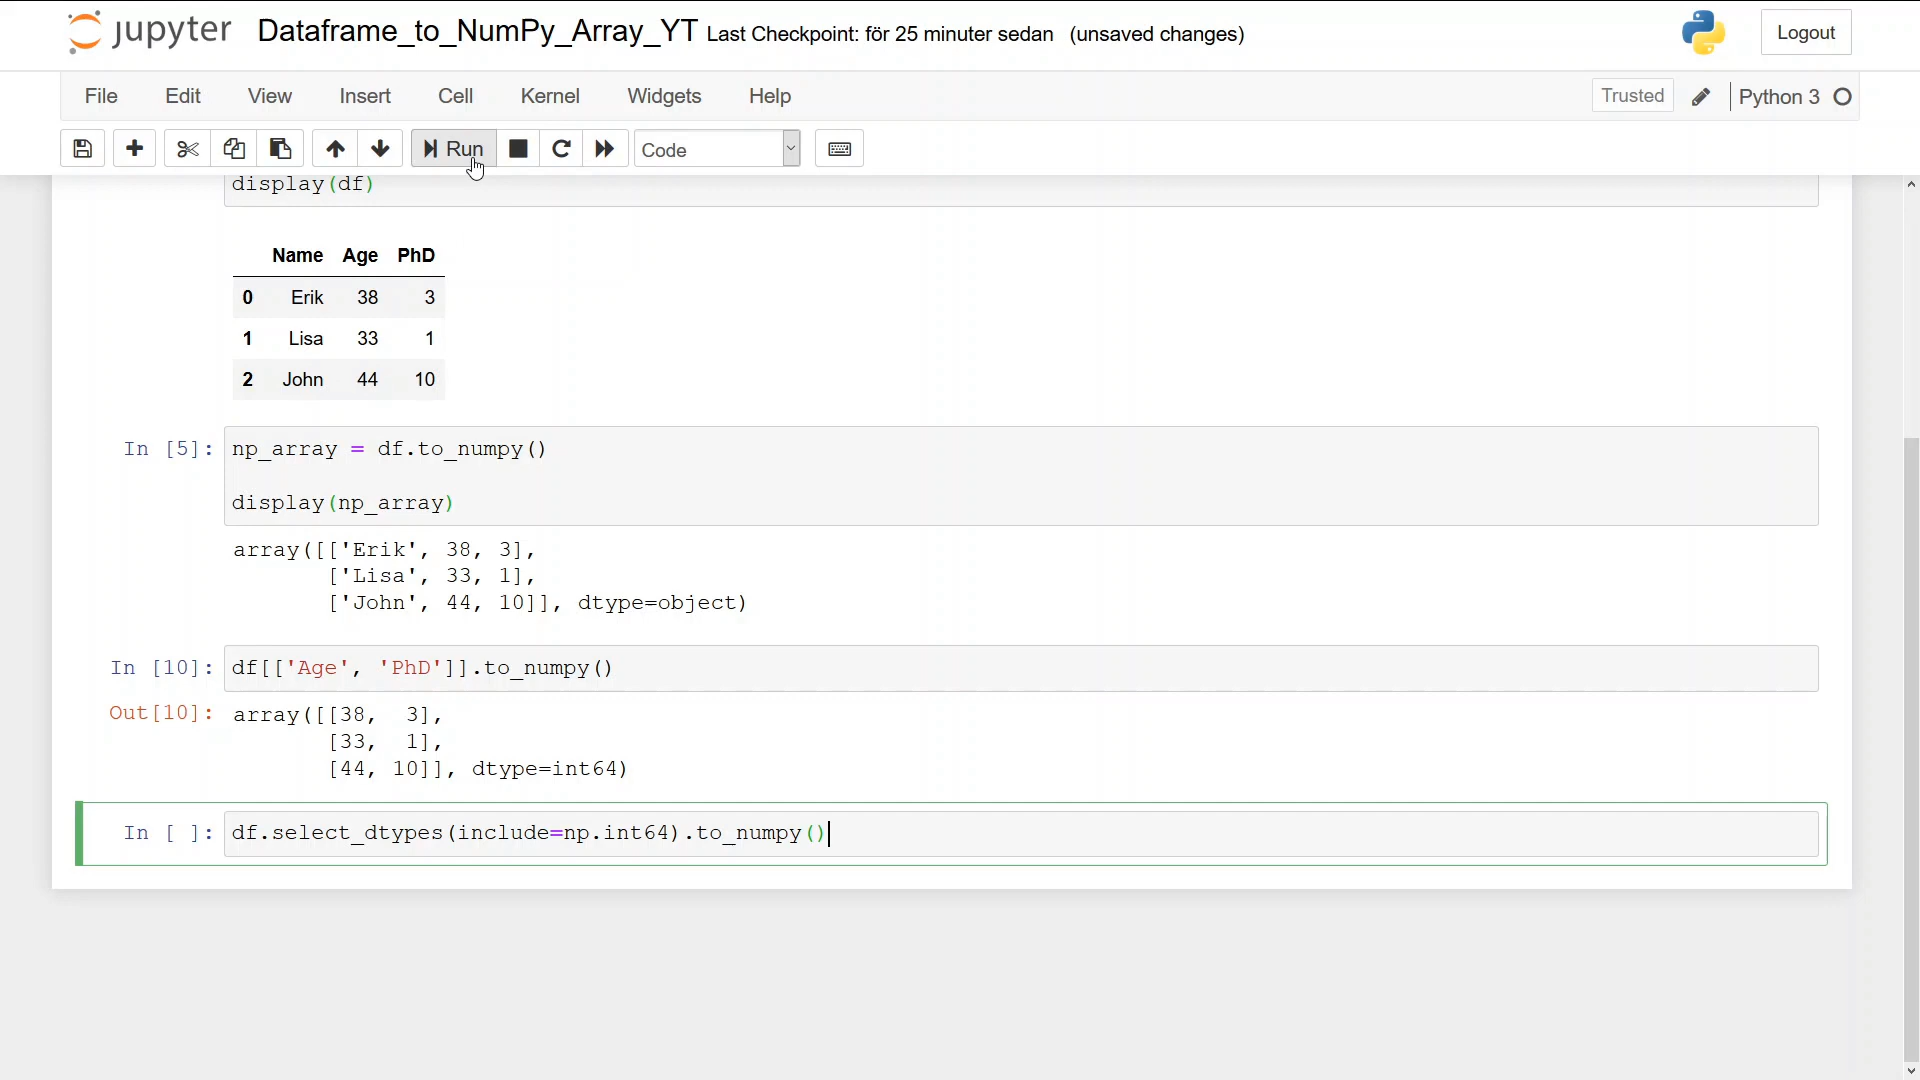 jupyter Dataframe_to_NumPy_Array_YT Last Checkpoint: för 25 minuter sedan (unsaved changes) Logout
File Edit View Insert Cell Kernel Widgets Help Trusted Python 3
Run Code
display(df)
Name Age PhD
0 Erik 38 3
1 Lisa 33 1
2 John 44 10
In [5]: np_array = df.to_numpy()
display(np_array)
array([['Erik', 38, 3],
['Lisa', 33, 1],
['John', 44, 10]], dtype=object)
In [10]: df[['Age', 'PhD']].to_numpy()
Out[10]: array([[38, 3],
[33, 1],
[44, 10]], dtype=int64)
In [ ]: df.select_dtypes(include=np.int64).to_numpy()